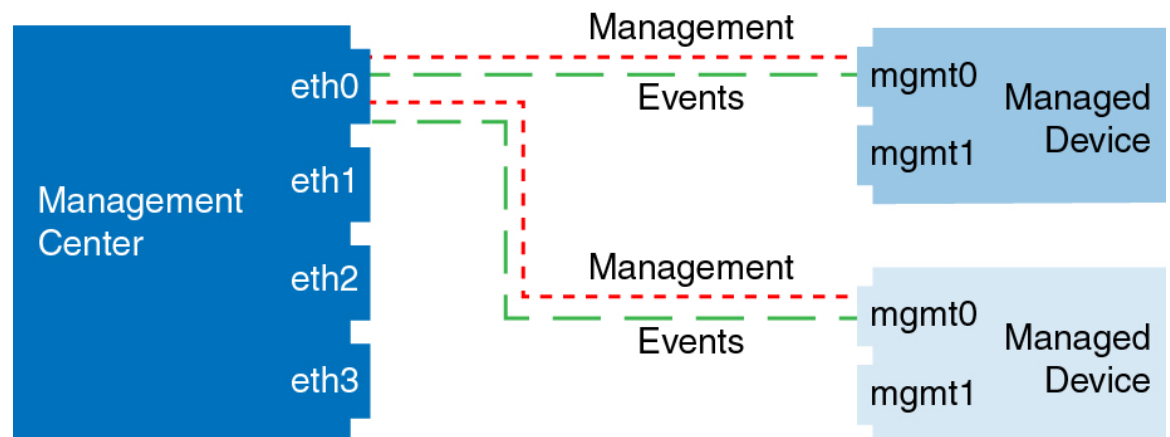 Management
Center
eth0
eth1
eth2
eth3
Management
Events
mgmt0
mgmt1
Managed
Device
Management
Events
mgmt0
mgmt1
Managed
Device